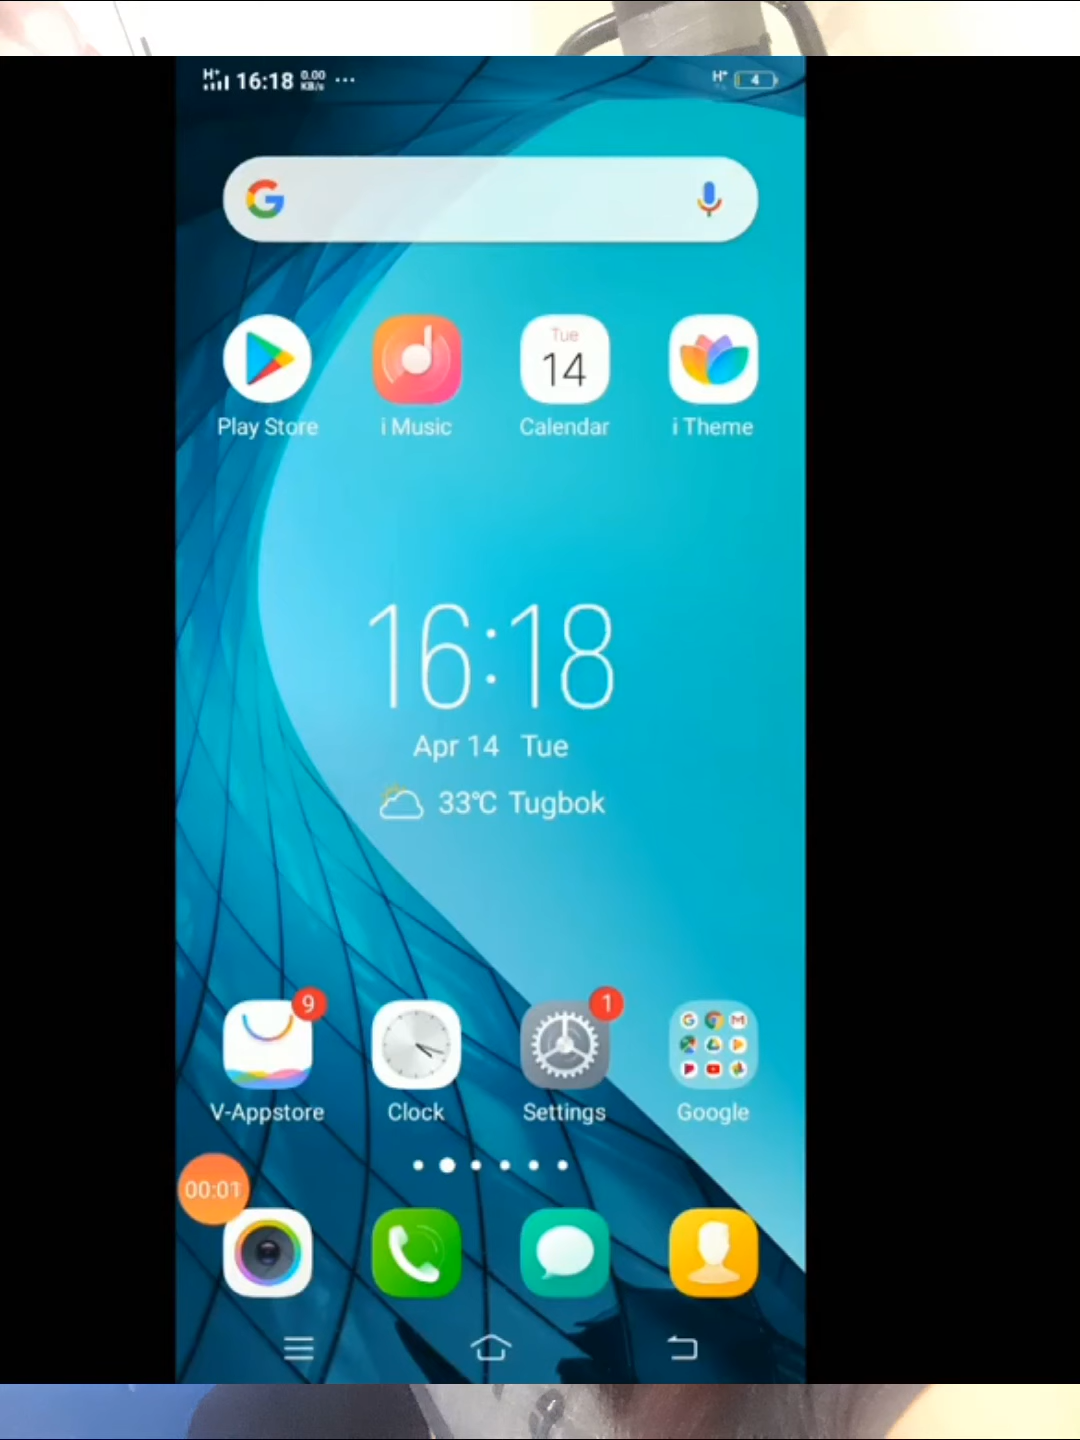 H+ 16:18 0.00 KB/s ... H+ 4
G
Tue
14
Play Store i Music Calendar i Theme
16:18
Apr 14 Tue
33℃ Tugbok
9 1
V-Appstore Clock Settings Google
00:01